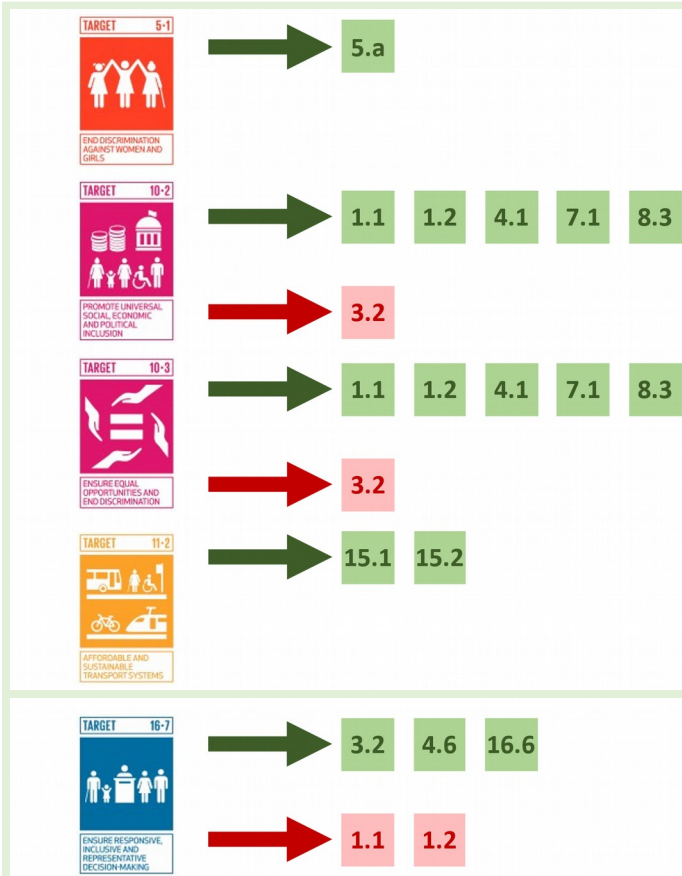 TARGET 5·1
5.a
END DISCRIMINATION
AGAINST WOMEN AND
GIRLS
TARGET 10·2
1.1 1.2 4.1 7.1 8.3
3.2
PROMOTE UNIVERSAL
SOCIAL, ECONOMIC
AND POLITICAL
INCLUSION
TARGET 10·3
1.1 1.2 4.1 7.1 8.3
3.2
ENSURE EQUAL
OPPORTUNITIES AND
END DISCRIMINATION
TARGET 11·2
15.1 15.2
AFFORDABLE AND
SUSTAINABLE
TRANSPORT SYSTEMS
TARGET 16·7
3.2 4.6 16.6
ENSURE RESPONSIVE,
INCLUSIVE AND
REPRESENTATIVE
DECISION-MAKING
1.1 1.2